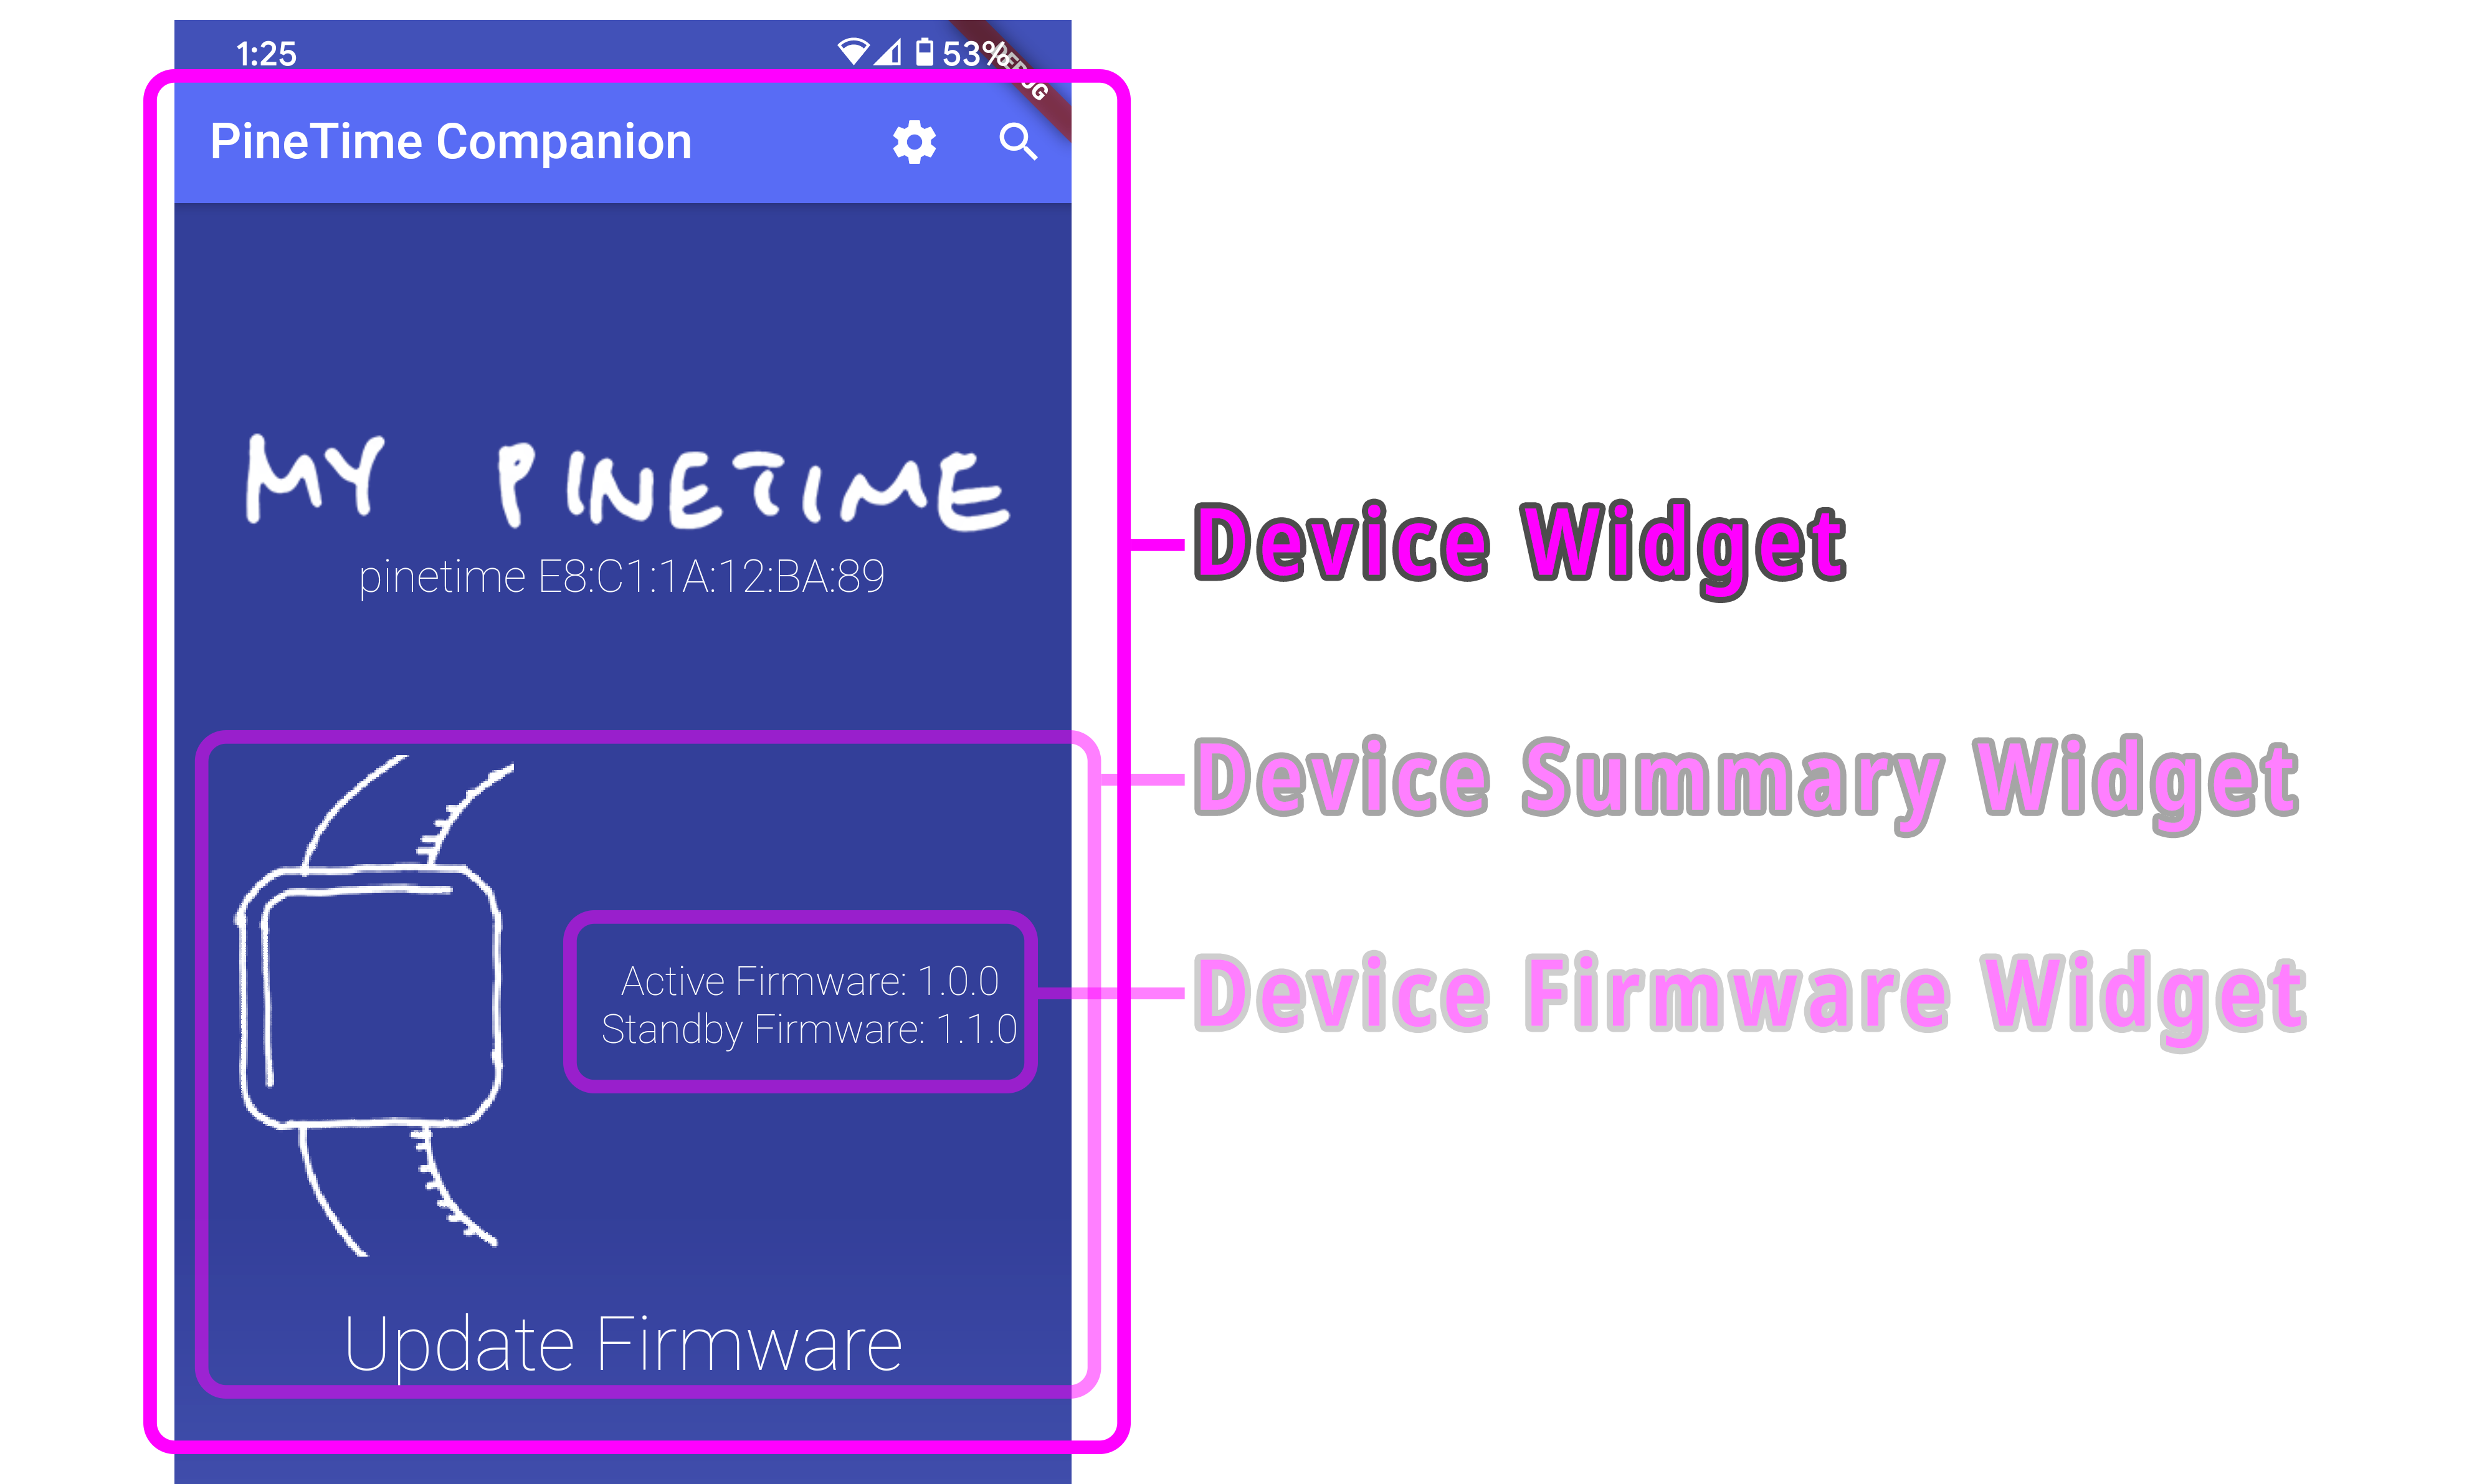 1:25 53%
DEBUG
PineTime Companion
MY PINETIME
pinetime E8:C1:1A:12:BA:89
Device Widget
Device Summary Widget
Active Firmware: 1.0.0
Standby Firmware: 1.1.0
Device Firmware Widget
Update Firmware